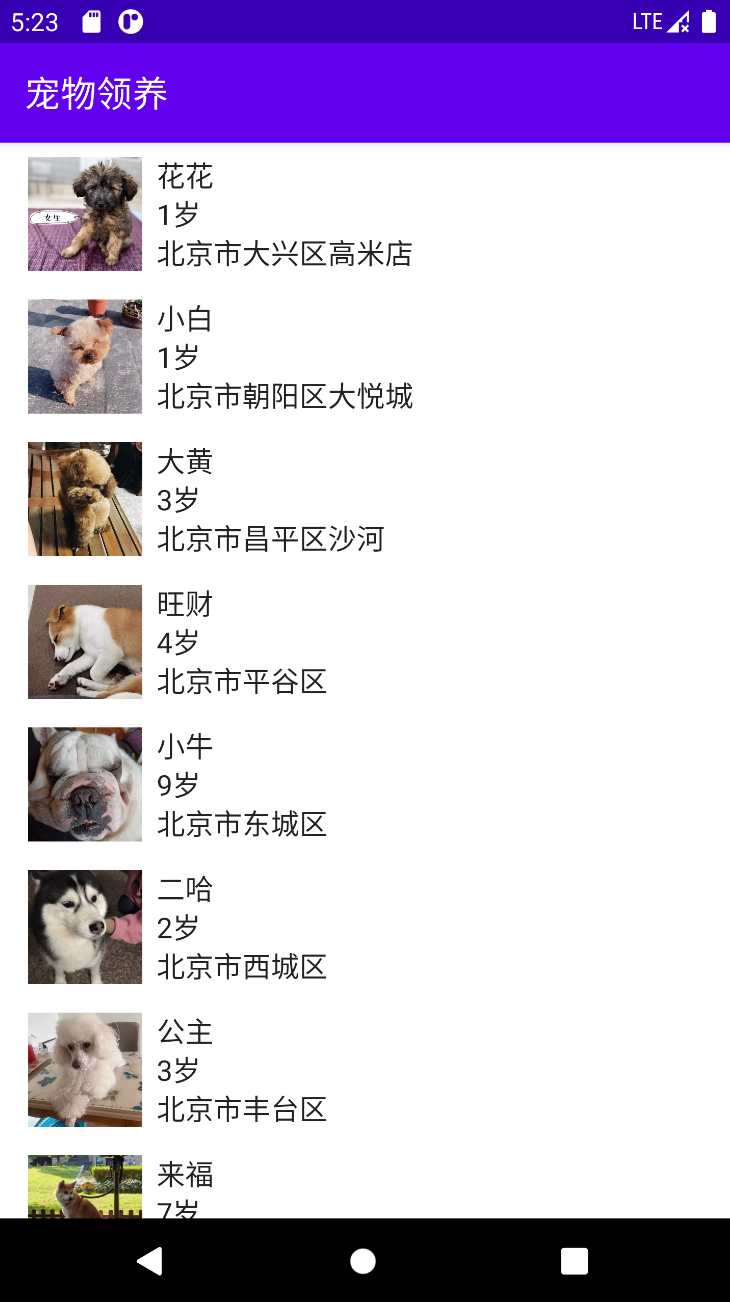 5:23 LTE
宠物领养
花花
1岁
北京市大兴区高米店
女生
小白
1岁
北京市朝阳区大悦城
大黄
3岁
北京市昌平区沙河
旺财
4岁
北京市平谷区
小牛
9岁
北京市东城区
二哈
2岁
北京市西城区
公主
3岁
北京市丰台区
来福
7岁